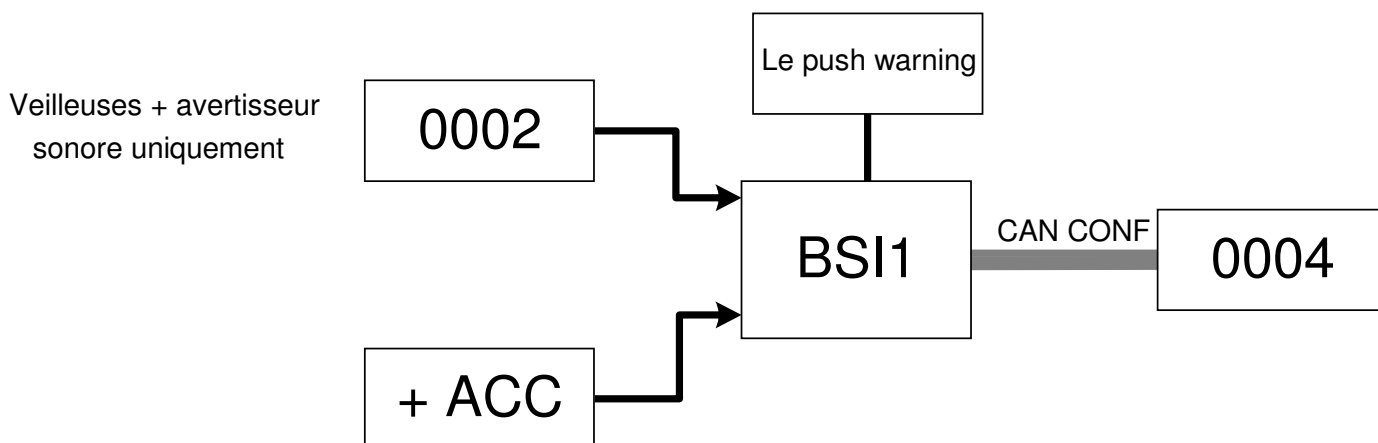 Le push warning
Veilleuses + avertisseur
sonore uniquement
0002
BSI1
CAN CONF
0004
+ ACC